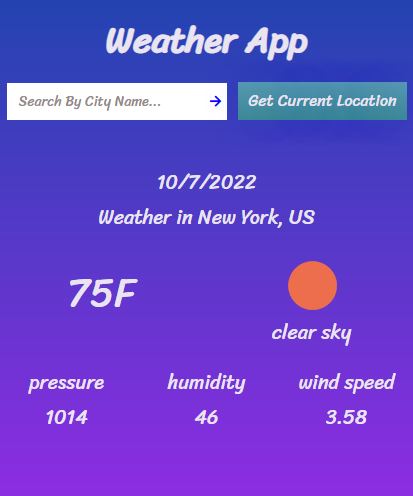 Weather App
Search By City Name... → Get Current Location
10/7/2022
Weather in New York, US
75F
clear sky
pressure humidity wind speed
1014 46 3.58